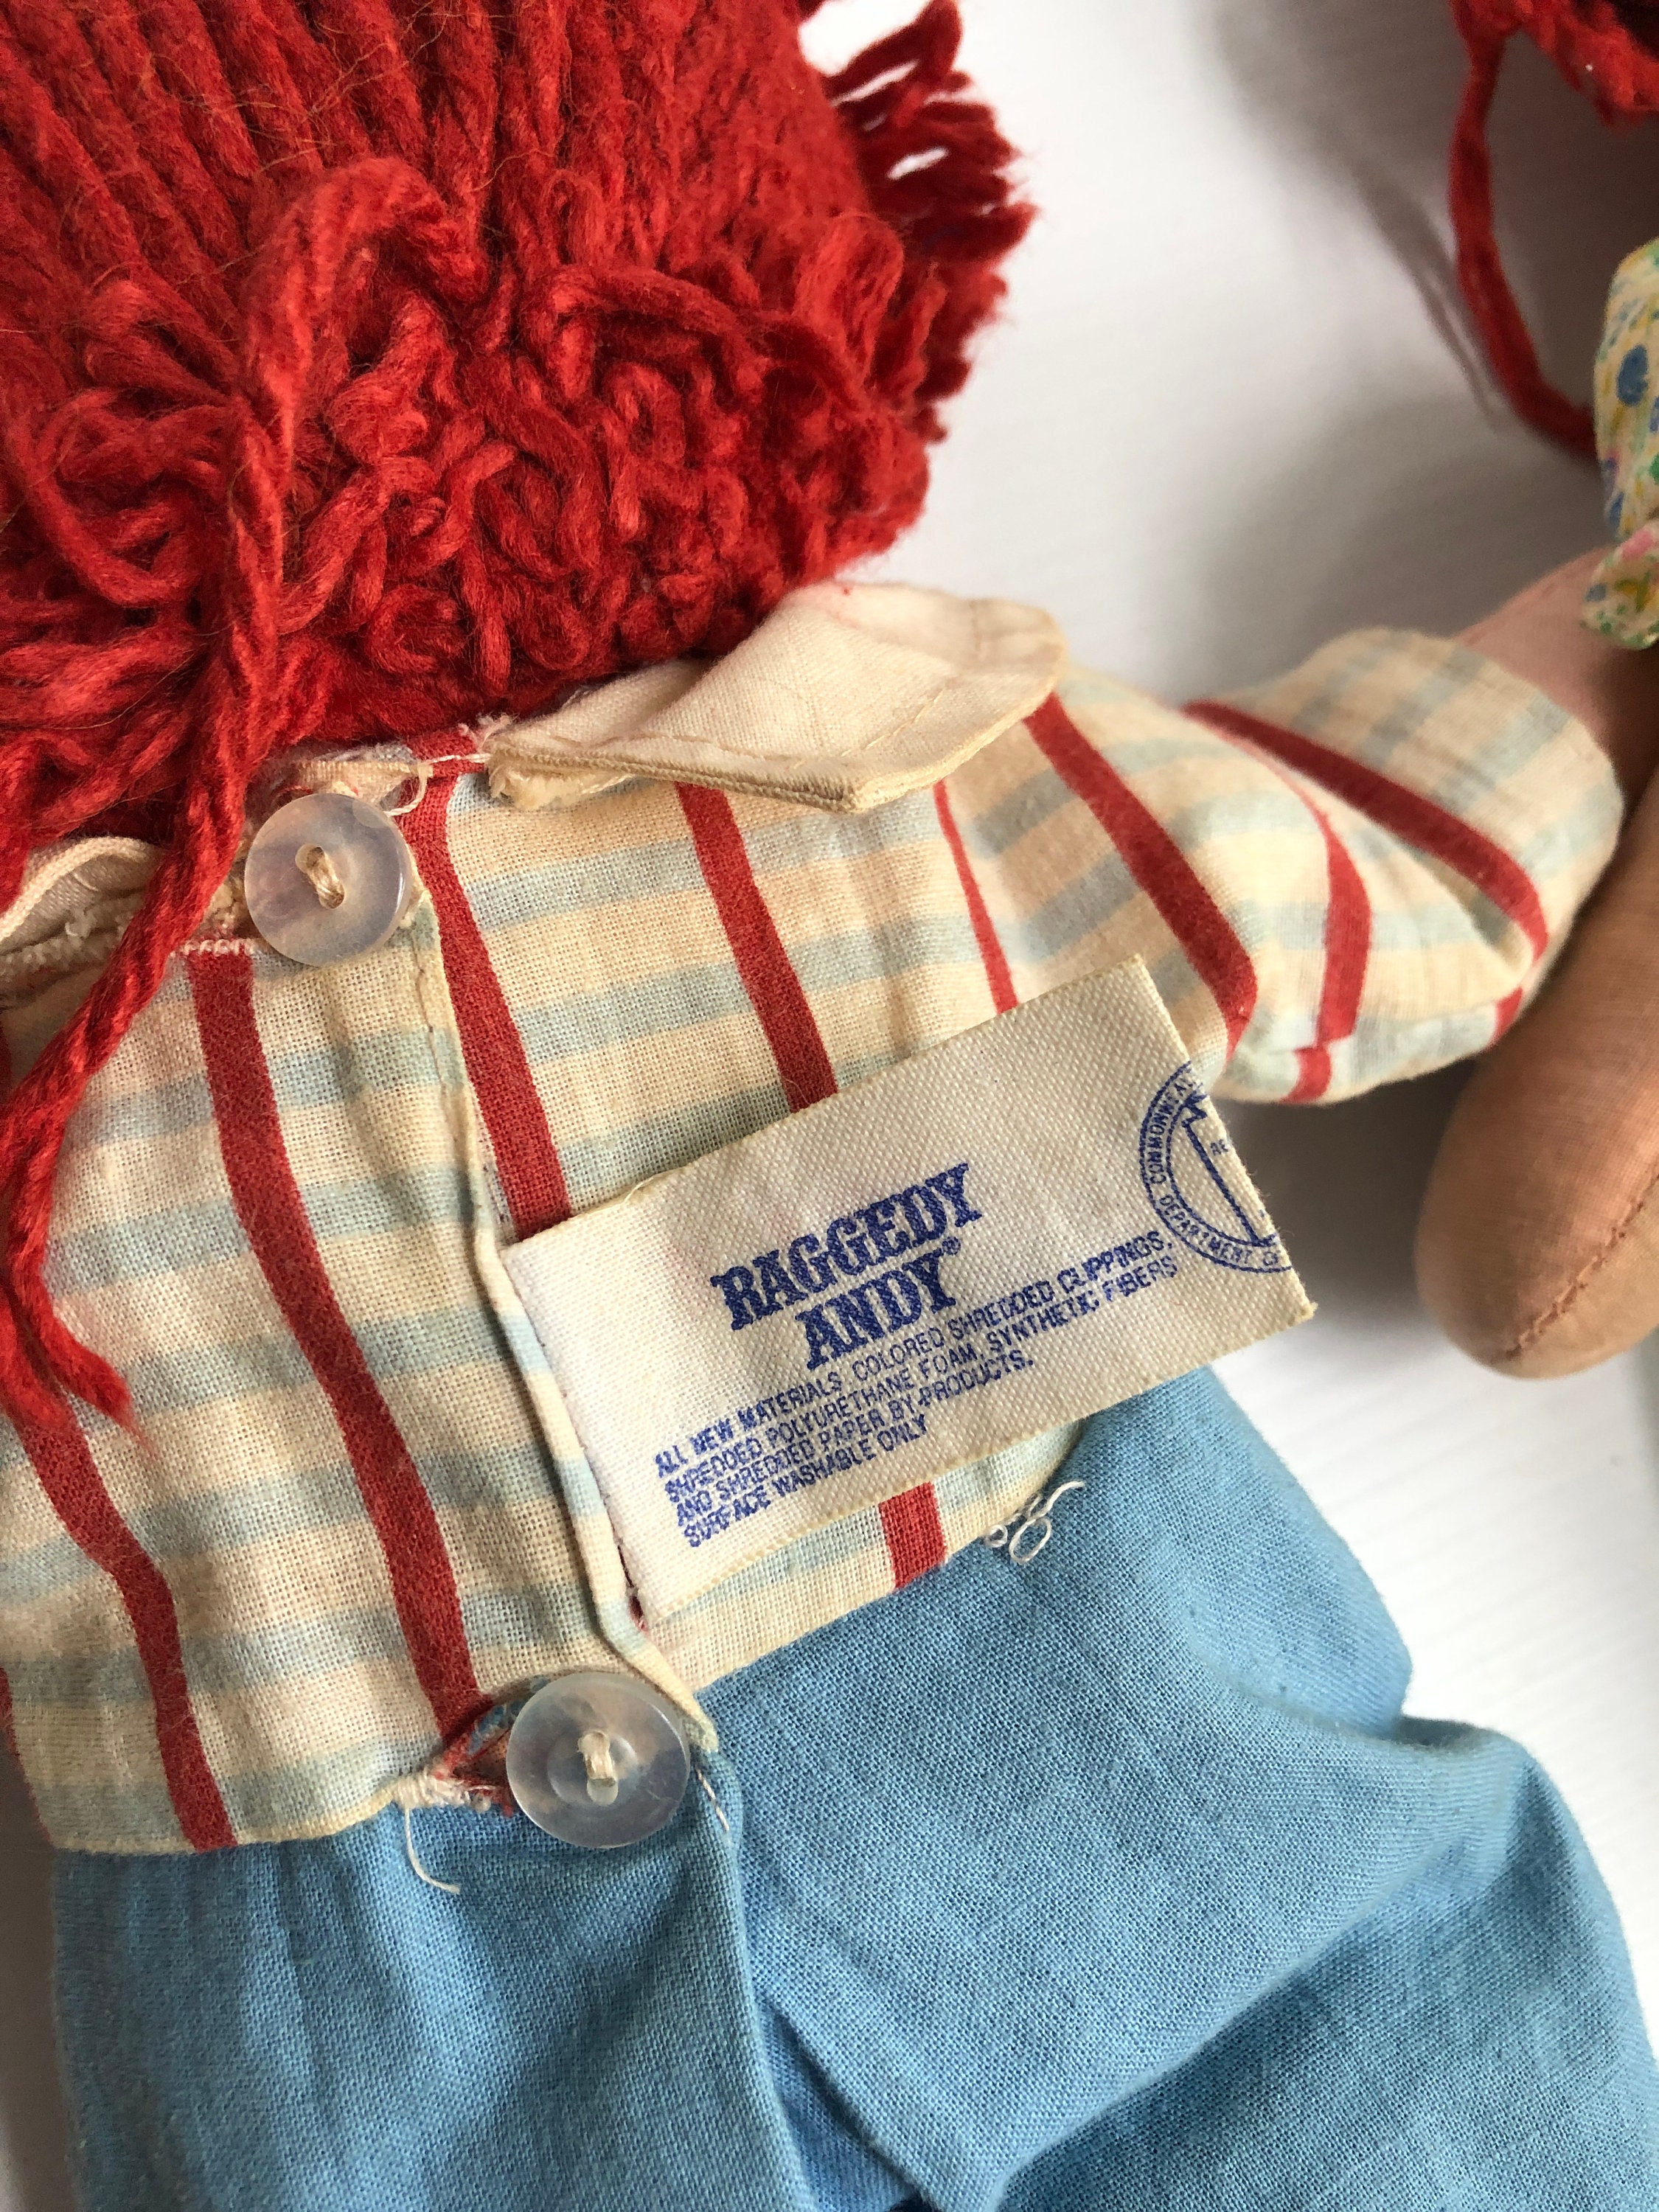 RAGGEDY
ANDY®
ALL NEW MATERIALS, COLORED SHREDDED CLIPPINGS,
SHREDDED POLYURETHANE FOAM, SYNTHETIC FIBERS
AND SHREDDED PAPER BY-PRODUCTS.
SURFACE WASHABLE ONLY
DEPARTMENT